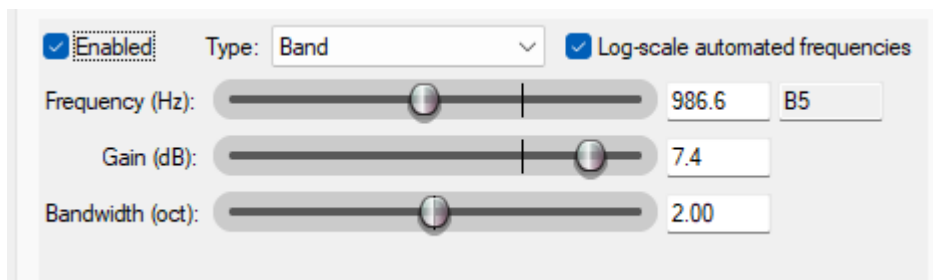 Enabled Type: Band Log-scale automated frequencies
Frequency (Hz): 986.6 B5
Gain (dB): 7.4
Bandwidth (oct): 2.00